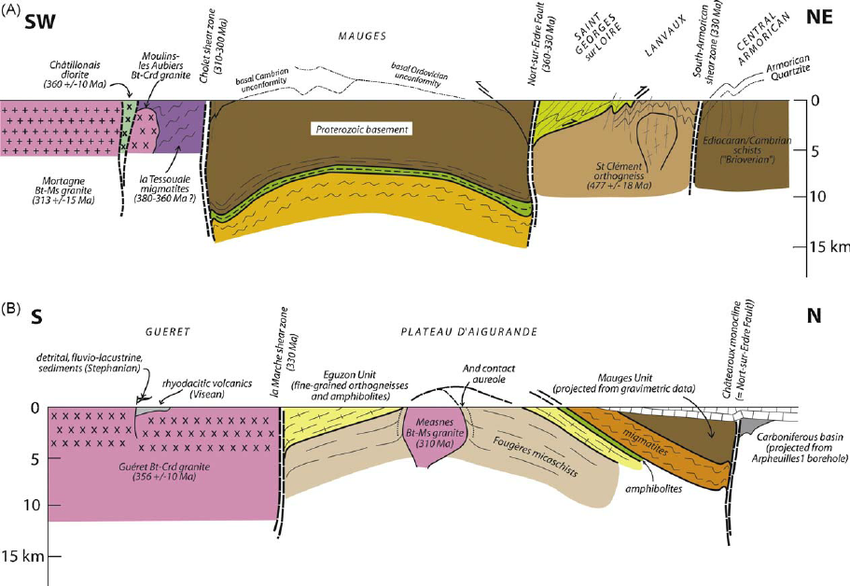 (A)
SW
NE
MAUGES
Cholet shear zone
(310-300 Ma)
Nort-sur-Erdre Fault
(360-330 Ma)
SAINT
GEORGES
sur LOIRE
LANVAUX
South-Armorican
shear zone (330 Ma)
CENTRAL
ARMORICAN
Armorican
Quartzite
Châtillonais
diorite
(360 +/-10 Ma)
Moulins-
les Aubiers
Bt-Crd granite
basal Cambrian
unconformity
basal Ordovician
unconformity
Proterozoic basement
Mortagne
Bt-Ms granite
(313 +/-15 Ma)
la Tessouale
migmatites
(380-360 Ma ?)
St Clément
orthogneiss
(477 +/- 18 Ma)
Ediacaran/Cambrian
schists
("Brioverian")
0
5
10
15 km
(B)
S
N
GUERET
PLATEAU D'AIGURANDE
la Marche shear zone
(330 Ma)
Châtearoux monocline
(= Nort-sur-Erdre Fault))
detrital, fluvio-lacustrine,
sediments (Stephanian)
rhyodacitic volcanics
(Visean)
Eguzon Unit
(fine-grained orthogneisses
and amphibolites)
And contact
aureole
Mauges Unit
(projected from gravimetric data)
Measnes
Bt-Ms granite
(310 Ma)
Fougères micaschists
migmatites
amphibolites
Carboniferous basin
(projected from
Arpheuilles1 borehole)
Guéret Bt-Crd granite
(356 +/-10 Ma)
0
5
10
15 km